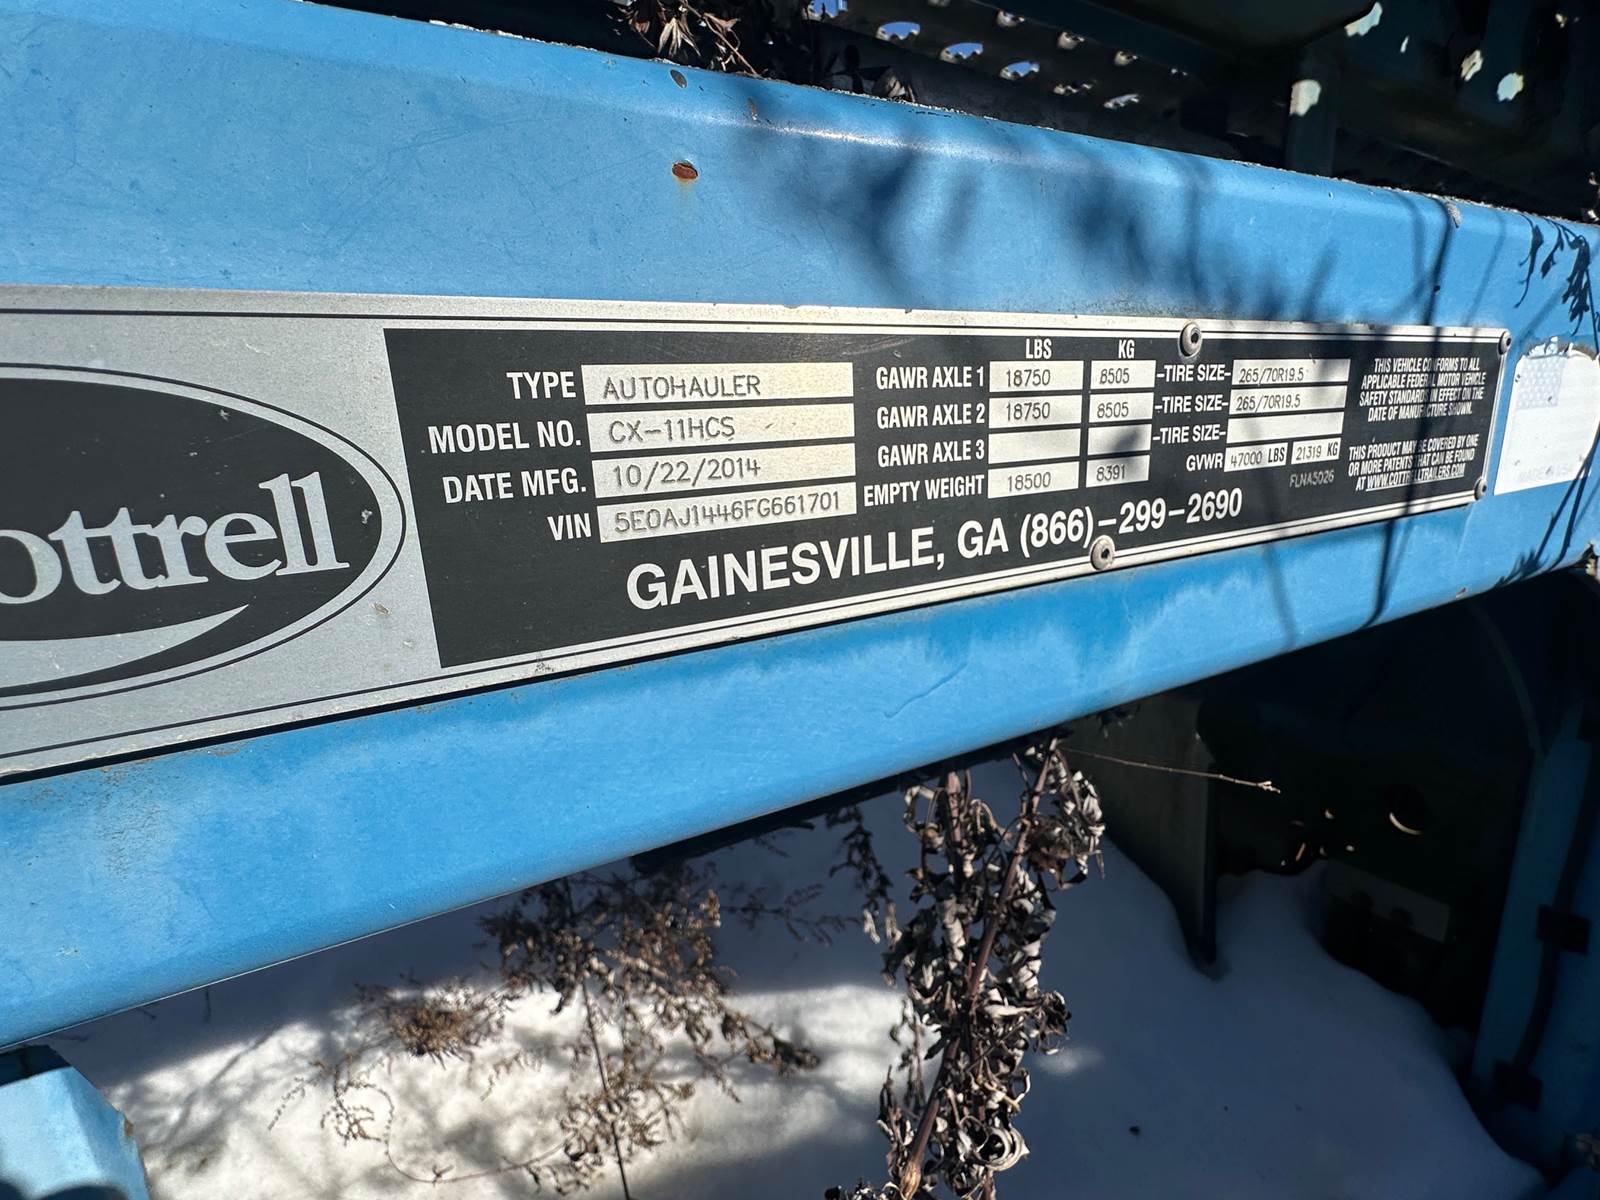 ottrell
TYPE AUTOHAULER
MODEL NO. CX-11HCS
DATE MFG. 10/22/2014
VIN 5E0AJ1446FG661701
LBS KG
GAWR AXLE 1 18750 8505 -TIRE SIZE- 265/70R19.5
GAWR AXLE 2 18750 8505 -TIRE SIZE- 265/70R19.5
GAWR AXLE 3 -TIRE SIZE-
EMPTY WEIGHT 18500 8391 GVWR 47000 LBS 21319 KG
FLNA5026
GAINESVILLE, GA (866)-299-2690
THIS VEHICLE CONFORMS TO ALL
APPLICABLE FEDERAL MOTOR VEHICLE
SAFETY STANDARDS IN EFFECT ON THE
DATE OF MANUFACTURE SHOWN.
THIS PRODUCT MAY BE COVERED BY ONE
OR MORE PATENTS THAT CAN BE FOUND
AT WWW.COTTRELLTRAILERS.COM
MADE IN USA